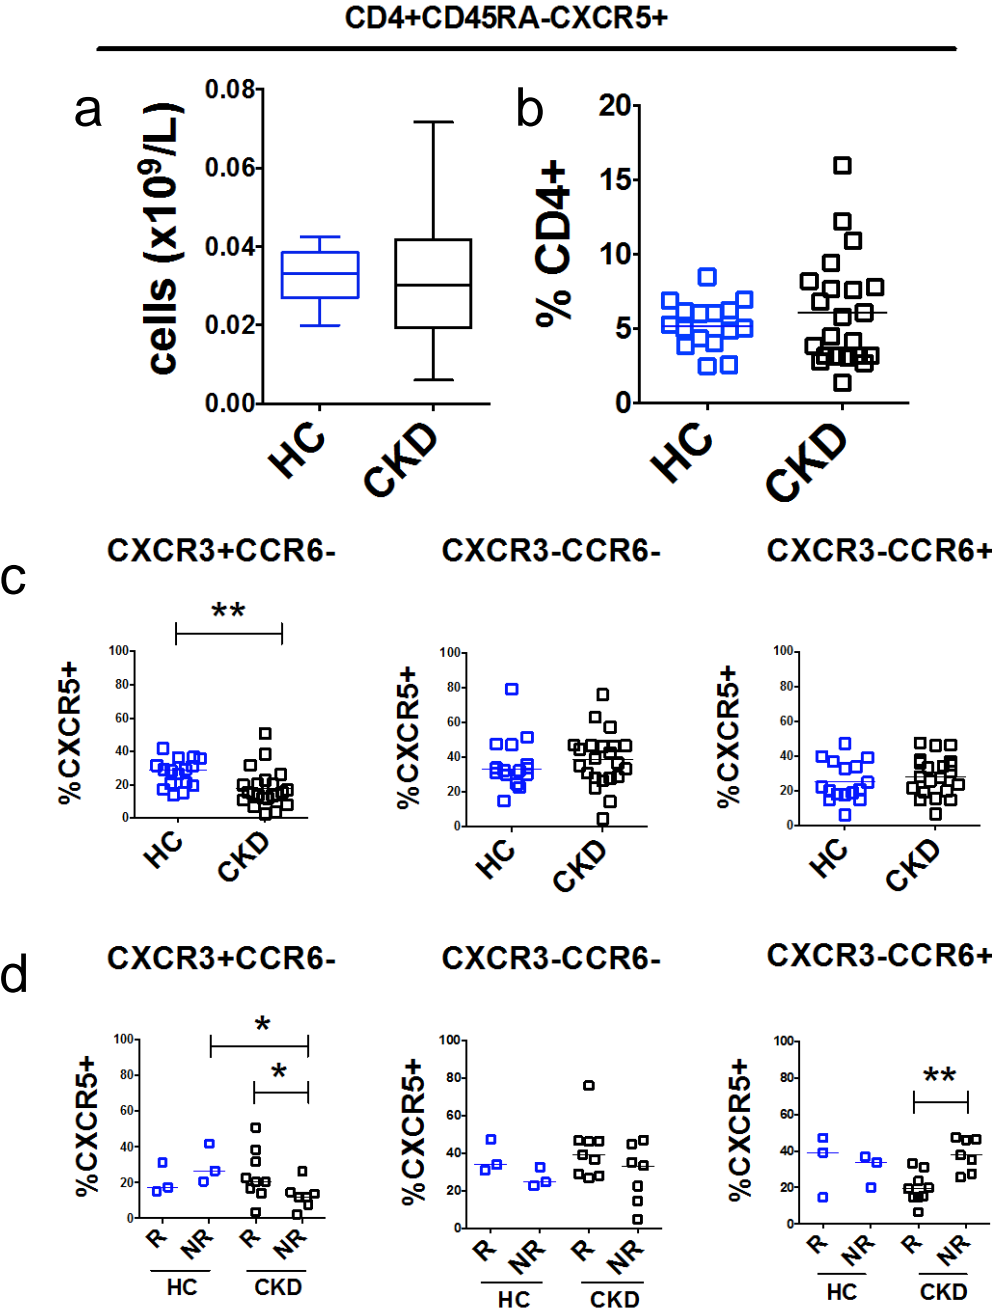 CD4+CD45RA-CXCR5+
a
cells (x10⁹/L)
0.08
0.06
0.04
0.02
0.00
HC
CKD
b
% CD4+
20
15
10
5
0
HC
CKD
c
CXCR3+CCR6-
**
%CXCR5+
100
80
60
40
20
0
HC
CKD
CXCR3-CCR6-
%CXCR5+
100
80
60
40
20
0
HC
CKD
CXCR3-CCR6+
%CXCR5+
100
80
60
40
20
0
HC
CKD
d
CXCR3+CCR6-
*
*
%CXCR5+
100
80
60
40
20
0
R
NR
R
NR
HC
CKD
CXCR3-CCR6-
%CXCR5+
100
80
60
40
20
0
R
NR
R
NR
HC
CKD
CXCR3-CCR6+
**
%CXCR5+
100
80
60
40
20
0
R
NR
R
NR
HC
CKD